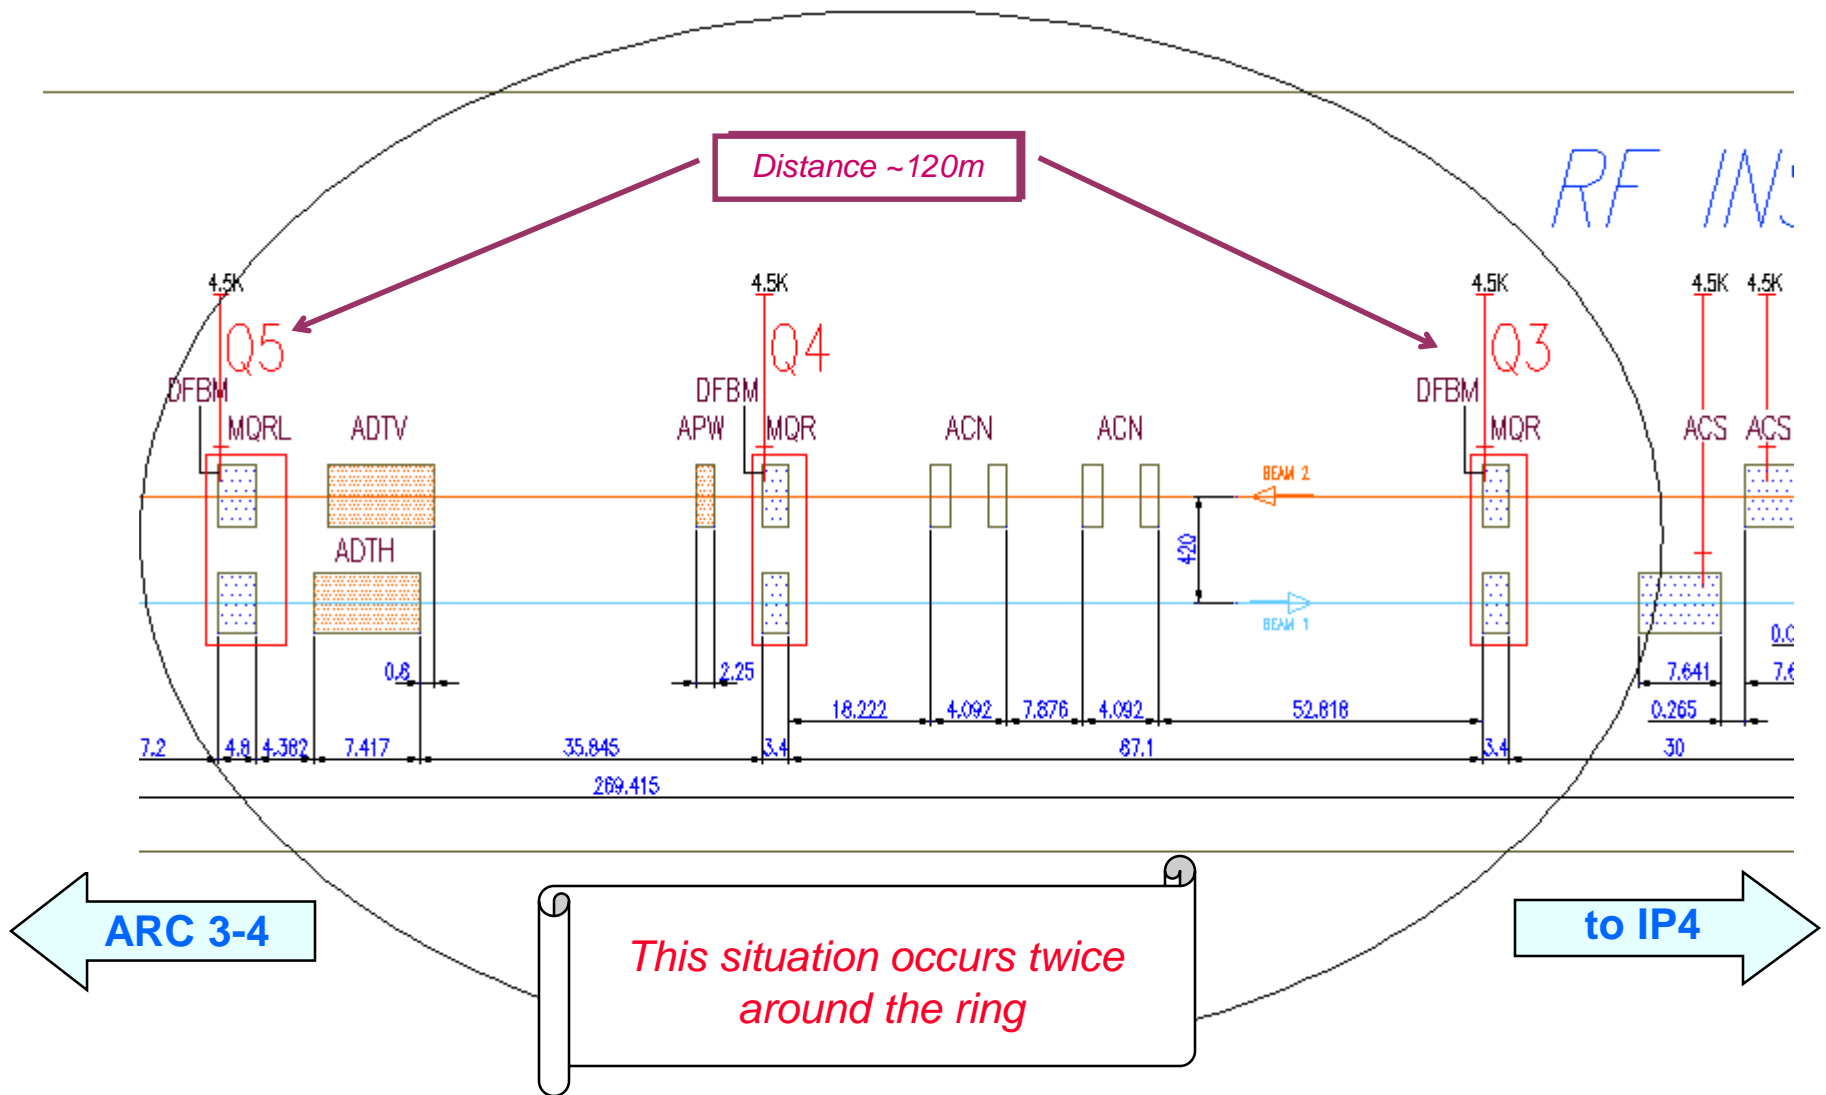 Distance ~120m
RF INS
4.5K 4.5K 4.5K 4.5K 4.5K
Q5 Q4 Q3
DFBM DFBM DFBM
MQRL ADTV APW MQR ACN ACN MQR ACS ACS
BEAM 2
ADTH
420
BEAM 1
0.6 2.25 7.641
18.222 4.092 7.876 4.092 52.818 0.265
7.2 4.8 4.382 7.417 35.845 3.4 87.1 3.4 30
269.415
ARC 3-4
to IP4
This situation occurs twice
around the ring